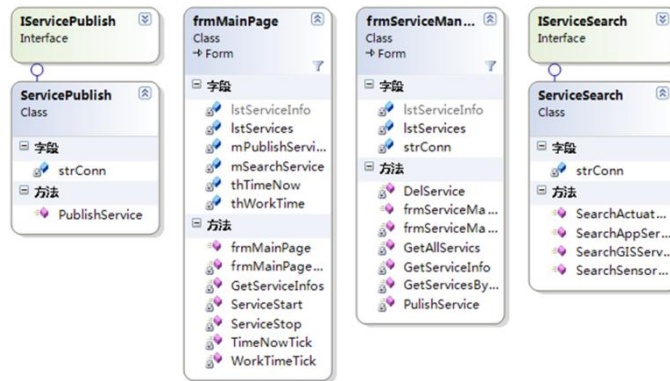 IServicePublish
Interface
ServicePublish
Class
字段
strConn
方法
PublishService
frmMainPage
Class
Form
字段
lstServiceInfo
lstServices
mPublishServi...
mSearchService
thTimeNow
thWorkTime
方法
frmMainPage
frmMainPage...
GetServiceInfos
ServiceStart
ServiceStop
TimeNowTick
WorkTimeTick
frmServiceMan...
Class
Form
字段
lstServiceInfo
lstServices
strConn
方法
DelService
frmServiceMa...
frmServiceMa...
GetAllServics
GetServiceInfo
GetServicesBy...
PulishService
IServiceSearch
Interface
ServiceSearch
Class
字段
strConn
方法
SearchActuat...
SearchAppSer...
SearchGISServ...
SearchSensor...